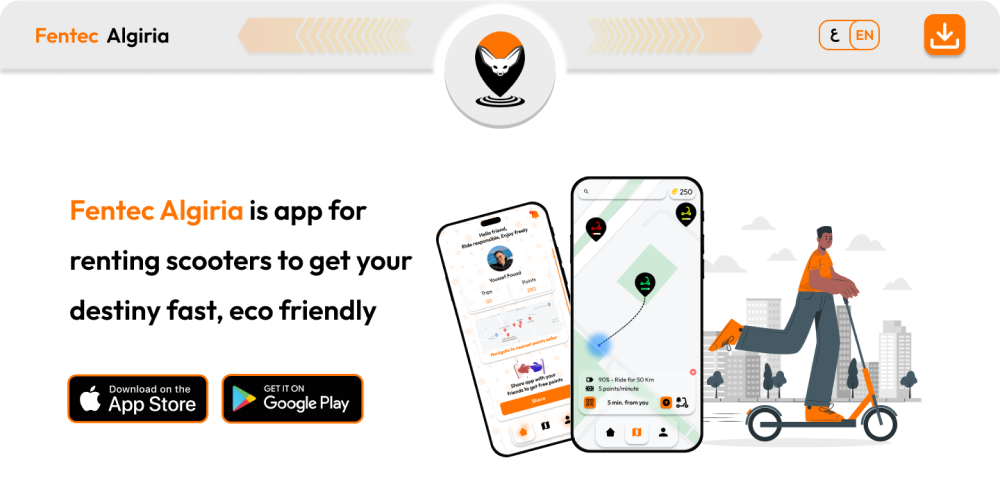 Fentec Algiria
ع
EN
Fentec Algiria is app for
renting scooters to get your
destiny fast, eco friendly
Download on the
App Store
GET IT ON
Google Play
Hello friend,
Ride responsible, Enjoy Freely
Youssef Fouad
Trips
Points
50
250
Navigate to nearest points seller
Share app with your
friends to get free points
Share
250
90% - Ride for 50 Km
5 points/minute
5 min. from you